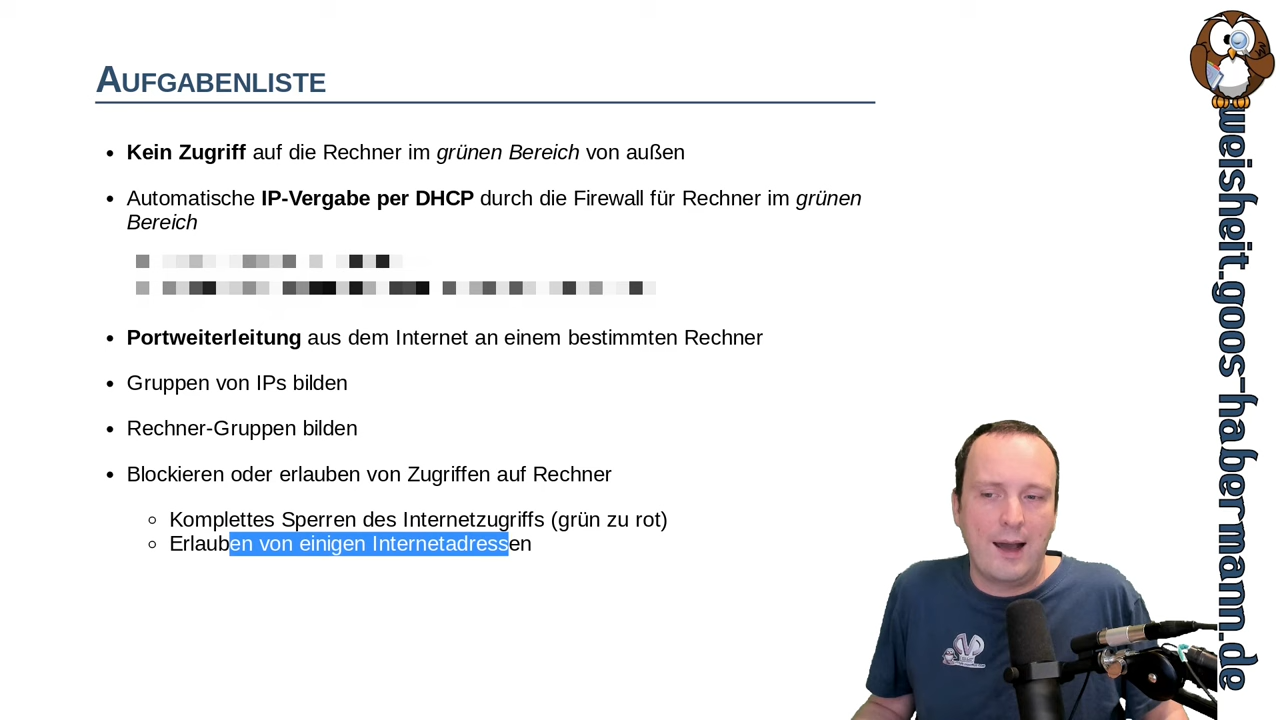 AUFGABENLISTE
• Kein Zugriff auf die Rechner im grünen Bereich von außen
• Automatische IP-Vergabe per DHCP durch die Firewall für Rechner im grünen
Bereich
• Portweiterleitung aus dem Internet an einem bestimmten Rechner
• Gruppen von IPs bilden
• Rechner-Gruppen bilden
• Blockieren oder erlauben von Zugriffen auf Rechner
◦ Komplettes Sperren des Internetzugriffs (grün zu rot)
◦ Erlauben von einigen Internetadressen
weisheit.goos-habermann.de